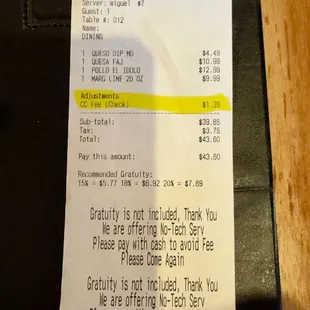 Server: miguel #7
Guest: 1
Table #: D12
Name:
DINING
1 QUESO DIP MD $4.49
1 QUESA FAJ $10.99
1 POLLO EL IDOLO $12.99
1 MARG LIME 20 OZ $9.99
Adjustments
CC Fee (Check) $1.39
Sub-total: $39.85
Tax: $3.75
Total: $43.60
Pay this amount: $43.60
Recommended Gratuity:
15% = $5.77 18% = $6.92 20% = $7.69
Gratuity is not included, Thank You
We are offering No-Tech Serv
Please pay with cash to avoid Fee
Please Come Again
Gratuity is not included, Thank You
We are offering No-Tech Serv